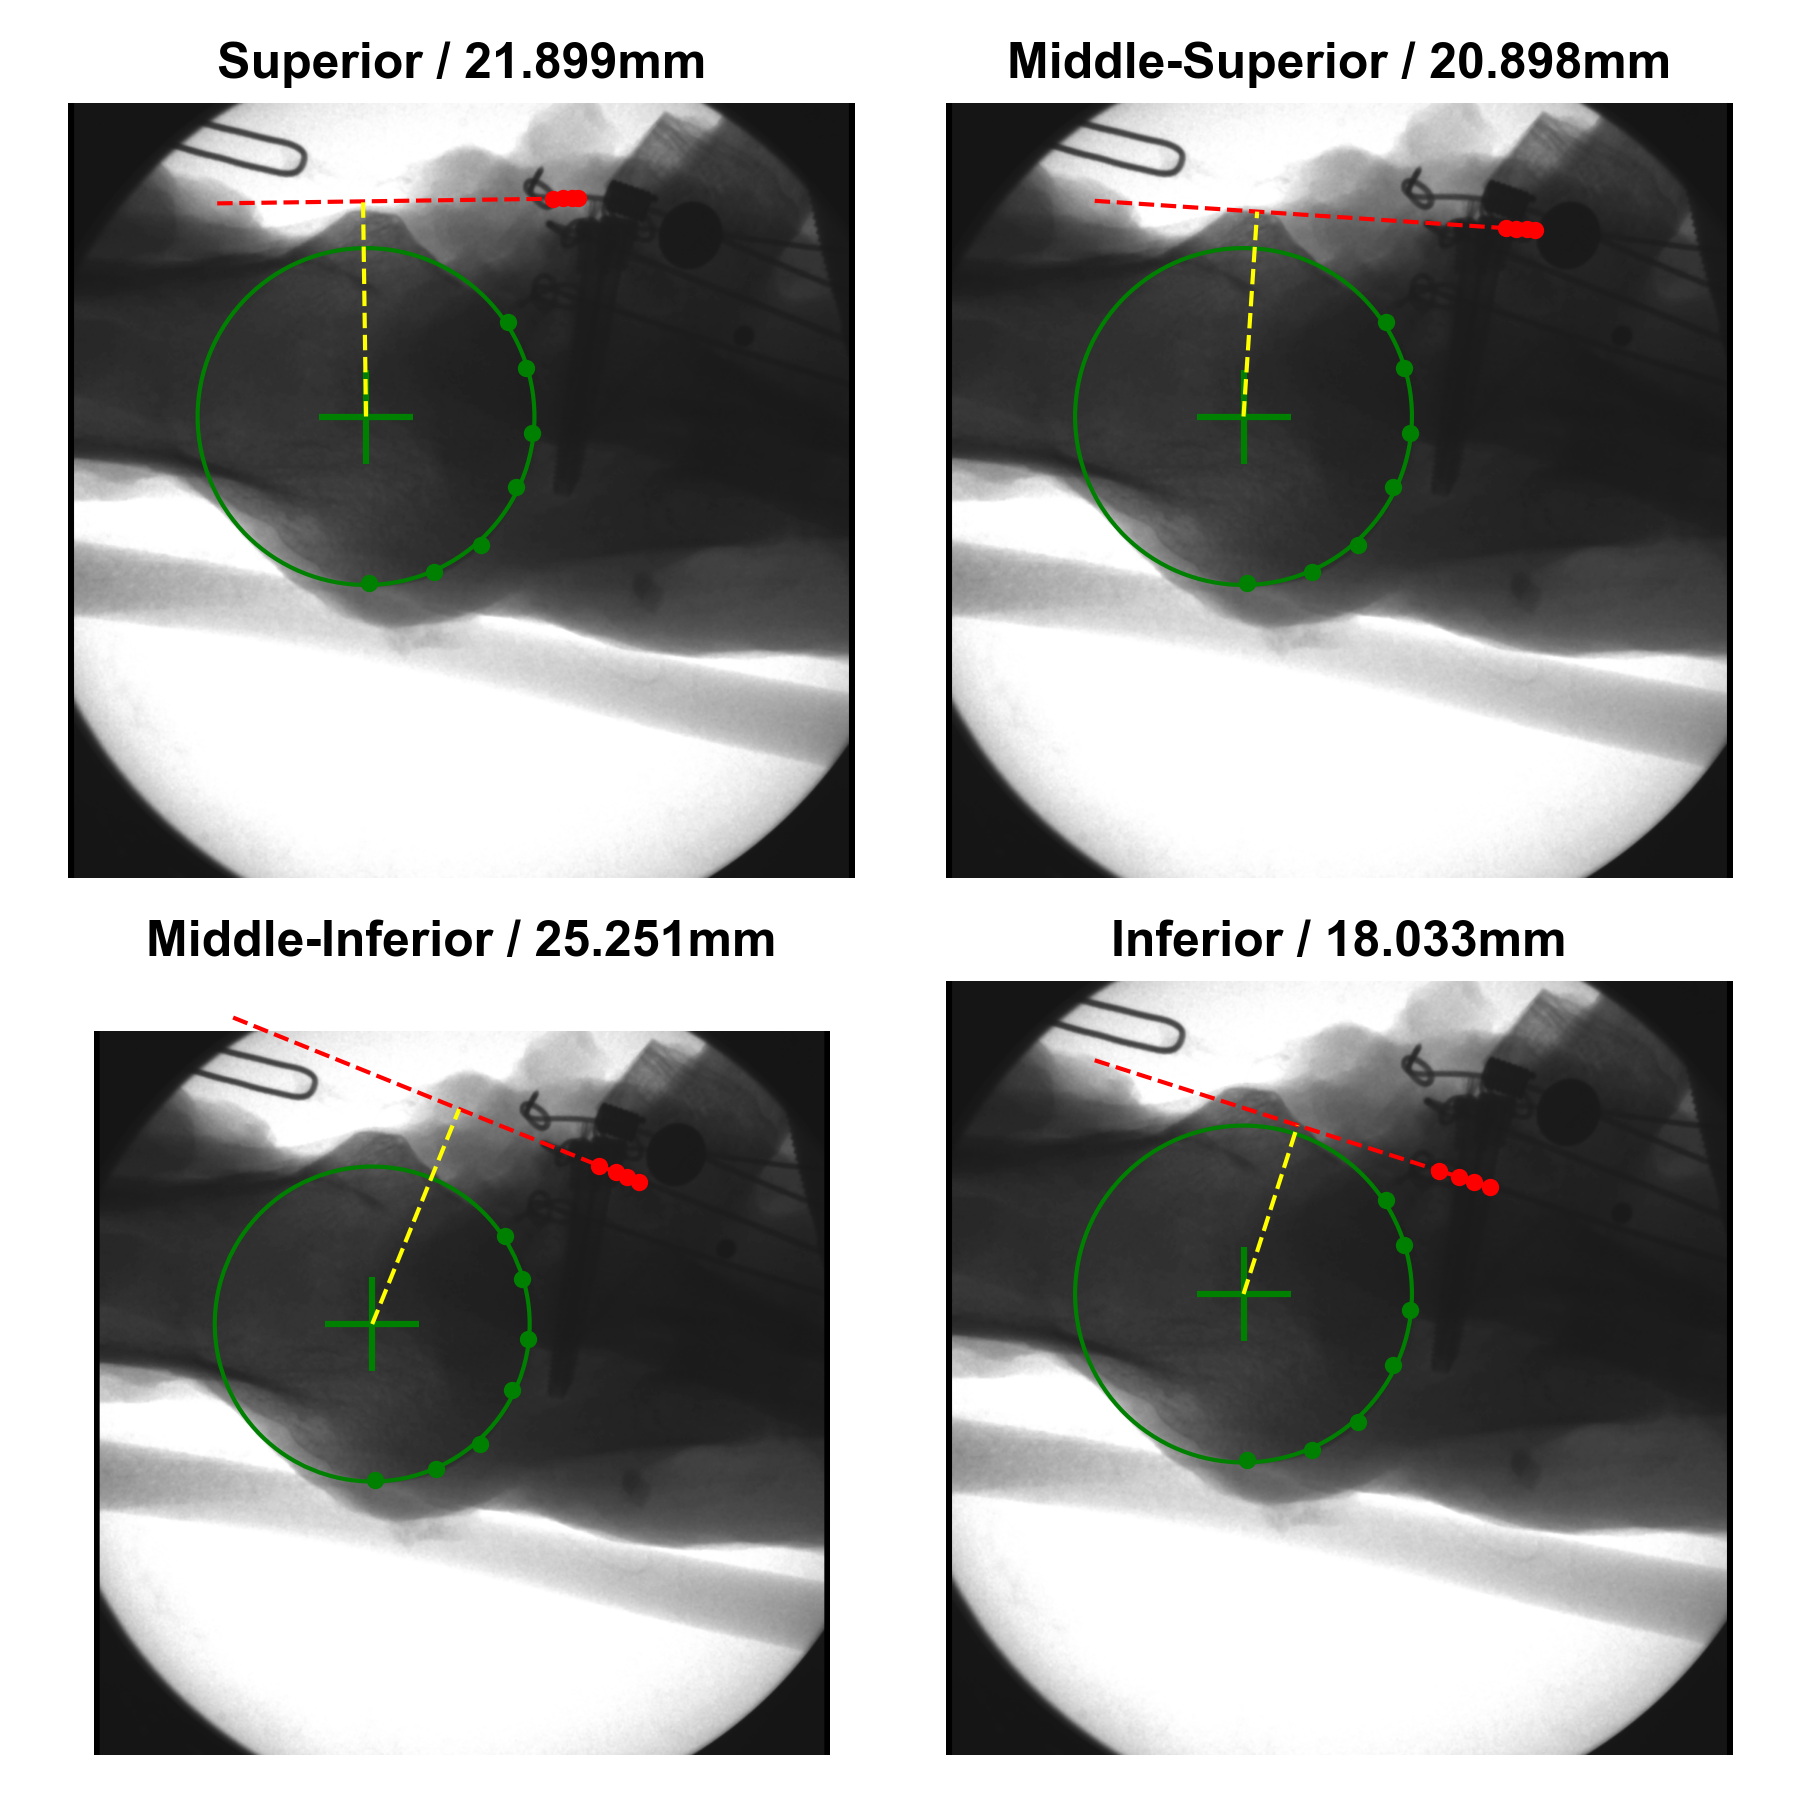 Superior / 21.899mm
Middle-Superior / 20.898mm
Middle-Inferior / 25.251mm
Inferior / 18.033mm